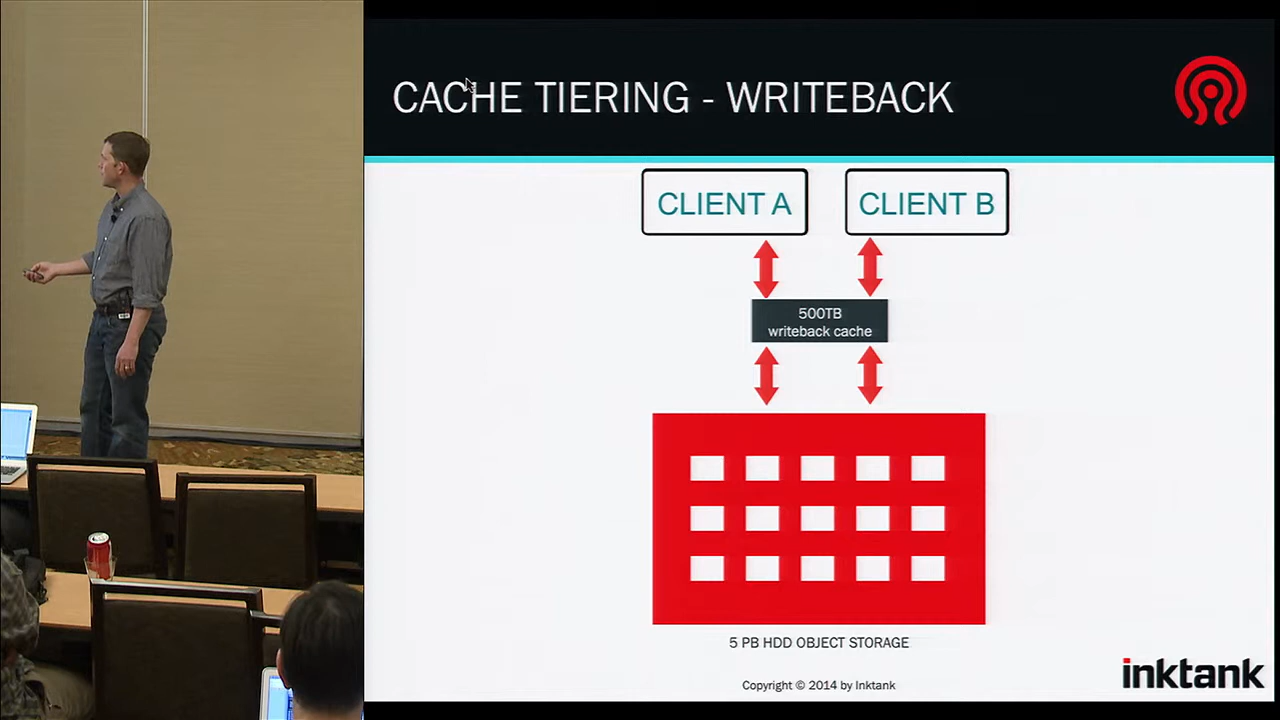 CACHE TIERING - WRITEBACK
CLIENT A
CLIENT B
500TB
writeback cache
5 PB HDD OBJECT STORAGE
Copyright © 2014 by Inktank
inktank